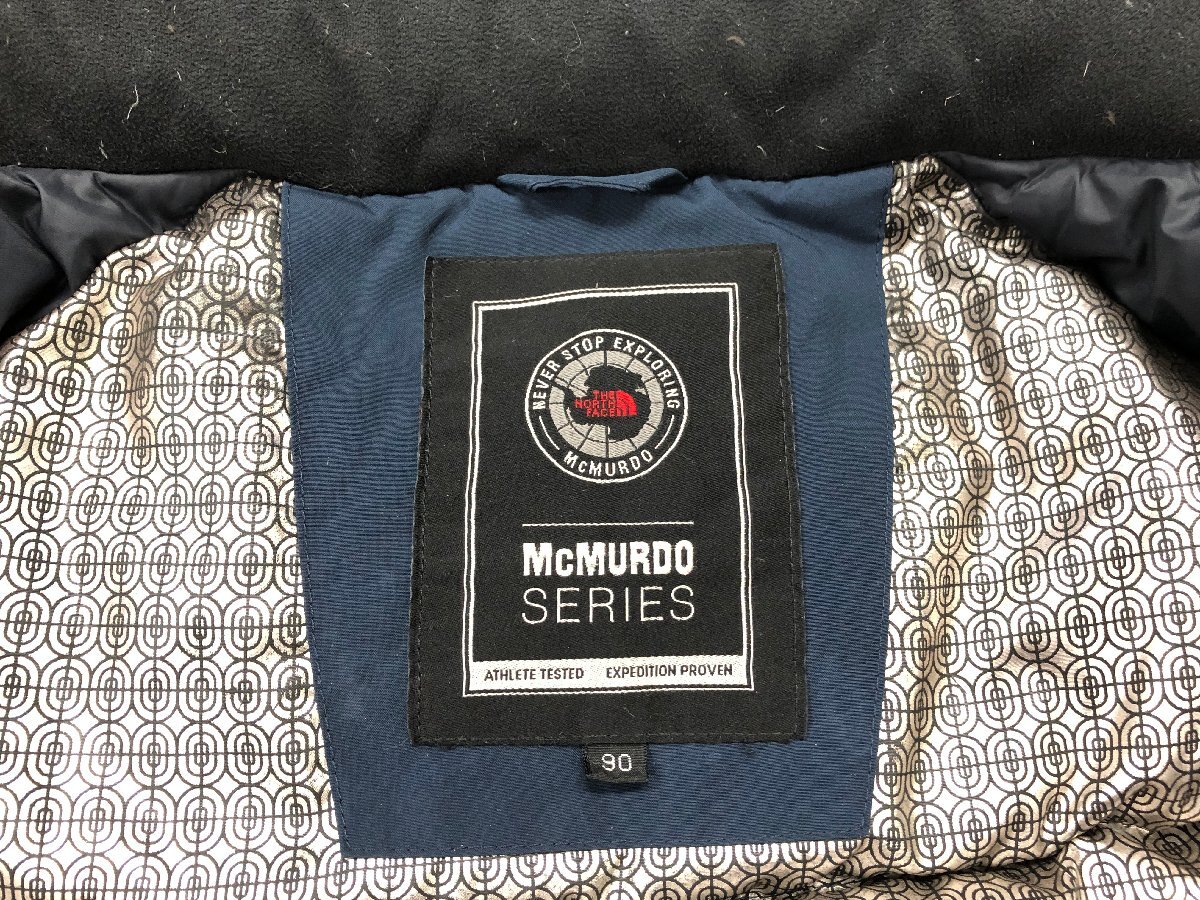 NEVER STOP EXPLORING
THE
NORTH
FACE
McMURDO
McMURDO
SERIES
ATHLETE TESTED EXPEDITION PROVEN
90